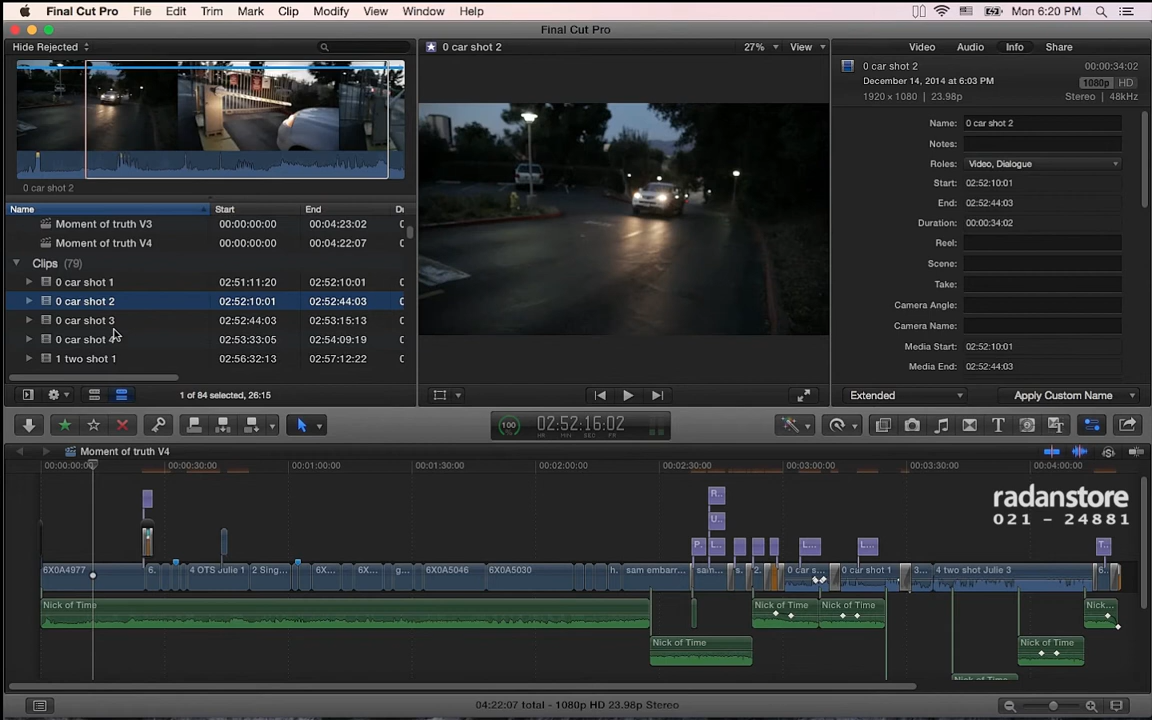 Final Cut Pro File Edit Trim Mark Clip Modify View Window Help Mon 6:20 PM
Final Cut Pro
Hide Rejected
0 car shot 2 27% View
Video Audio Info Share
0 car shot 2 00:00:34:02
December 14, 2014 at 6:03 PM 1080p HD
1920 x 1080 | 23.98p Stereo | 48kHz
Name: 0 car shot 2
Notes:
Roles: Video, Dialogue
Start: 02:52:10:01
End: 02:52:44:03
Duration: 00:00:34:02
Reel:
Scene:
Take:
Camera Angle:
Camera Name:
Media Start: 02:52:10:01
Media End: 02:52:44:03
0 car shot 2
Name Start End
Moment of truth V3 00:00:00:00 00:04:23:02
Moment of truth V4 00:00:00:00 00:04:22:07
Clips (79)
0 car shot 1 02:51:11:20 02:52:10:01
0 car shot 2 02:52:10:01 02:52:44:03
0 car shot 3 02:52:44:03 02:53:15:13
0 car shot 4 02:53:33:05 02:54:09:19
1 two shot 1 02:56:32:13 02:57:12:22
1 of 84 selected, 26:15
Extended Apply Custom Name
100 02:52:16:02
HR MIN SEC FR
Moment of truth V4
00:00:00:00 00:00:30:00 00:01:00:00 00:01:30:00 00:02:00:00 00:02:30:00 00:03:00:00 00:03:30:00 00:04:00:00
radanstore
021 - 24881
R...
U...
P... L... L... L... T...
6X0A4977 6. 4 OTS Julie 1 2 Sing... 6X... 6X... g... 6X0A5046 6X0A5030 h. sam embarr... sam... s. 2. 0 car s... 0 car shot 1 3... 4 two shot Julie 3 6.
Nick of Time Nick of Time Nick of Time Nick...
Nick of Time Nick of Time
Nick of Time
04:22:07 total - 1080p HD 23.98p Stereo